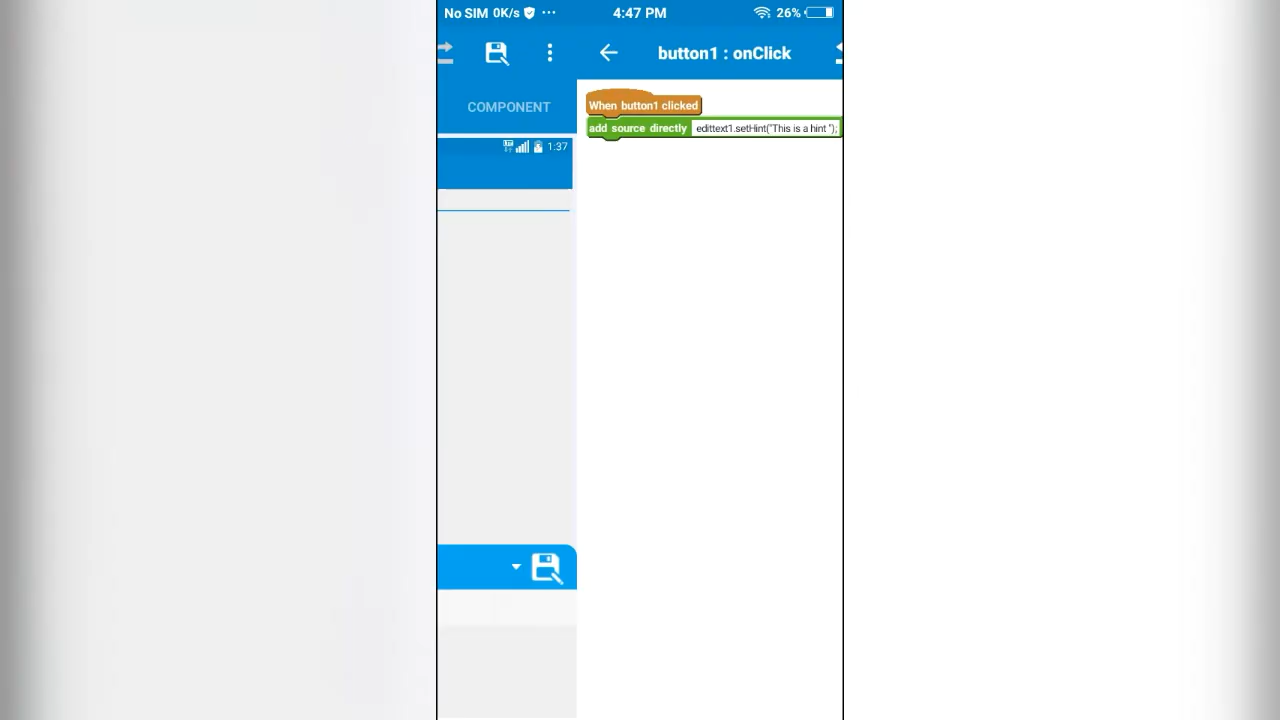 No SIM 0K/s ... 4:47 PM 26%
button1 : onClick
COMPONENT
When button1 clicked
add source directly edittext1.setHint("This is a hint ");
1:37